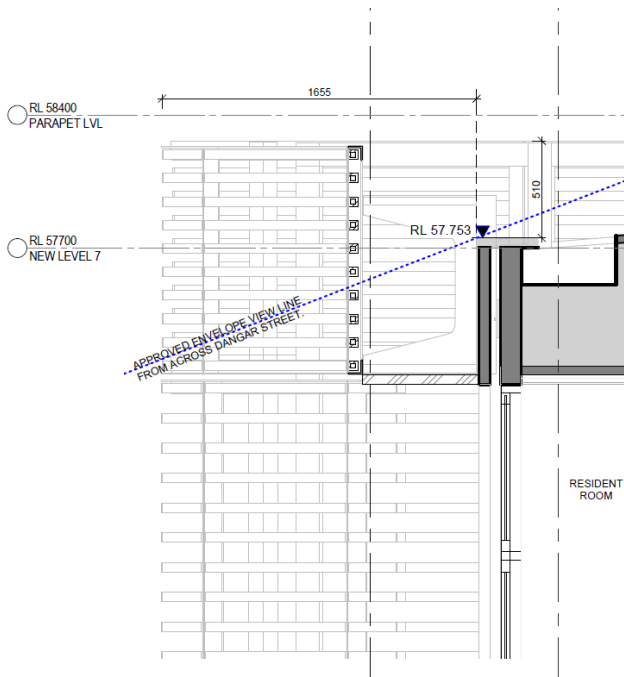 1655
RL 58400
PARAPET LVL
510
RL 57.753
RL 57700
NEW LEVEL 7
APPROVED ENVELOPE VIEW LINE
FROM ACROSS DANGAR STREET.
RESIDENT
ROOM